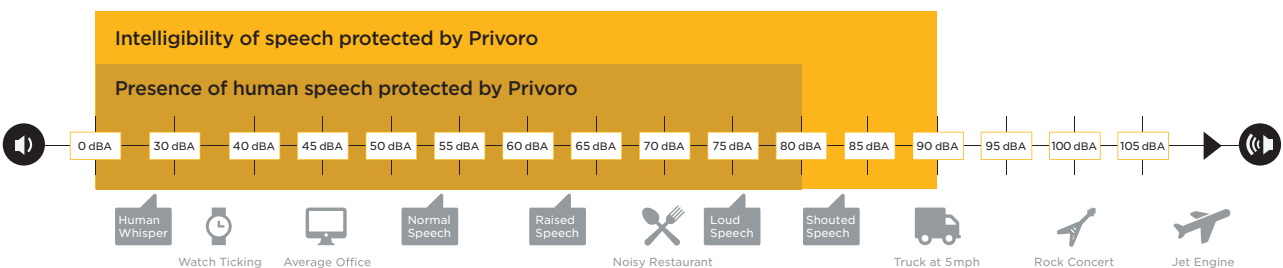 Intelligibility of speech protected by Privoro
Presence of human speech protected by Privoro
0 dBA 30 dBA 40 dBA 45 dBA 50 dBA 55 dBA 60 dBA 65 dBA 70 dBA 75 dBA 80 dBA 85 dBA 90 dBA 95 dBA 100 dBA 105 dBA
Human
Whisper
Normal
Speech
Raised
Speech
Loud
Speech
Shouted
Speech
Watch Ticking
Average Office
Noisy Restaurant
Truck at 5mph
Rock Concert
Jet Engine